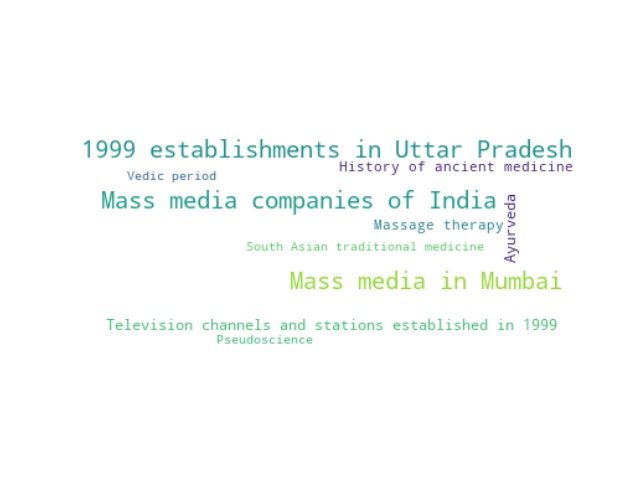 1999 establishments in Uttar Pradesh
History of ancient medicine
Vedic period
Mass media companies of India
Ayurveda
Massage therapy
South Asian traditional medicine
Mass media in Mumbai
Television channels and stations established in 1999
Pseudoscience